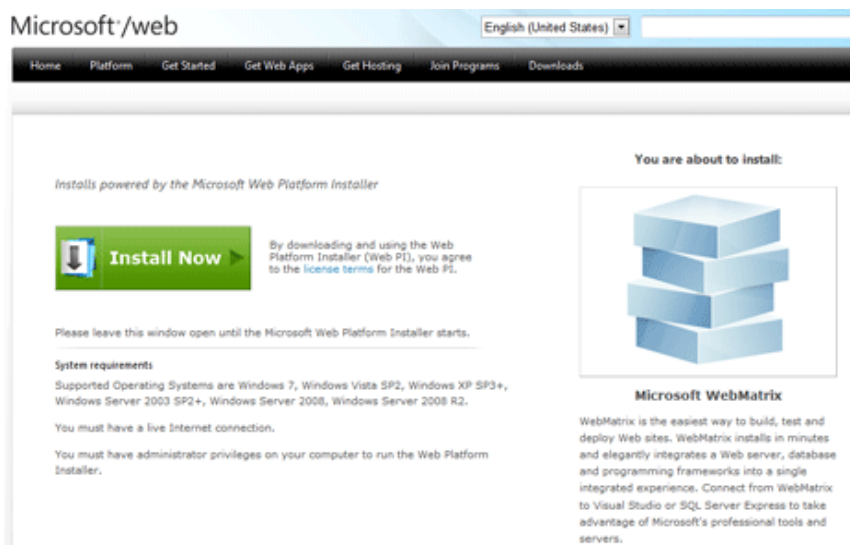 Microsoft®/web
English (United States)
Home Platform Get Started Get Web Apps Get Hosting Join Programs Downloads
Installs powered by the Microsoft Web Platform Installer
Install Now
By downloading and using the Web
Platform Installer (Web PI), you agree
to the license terms for the Web PI.
Please leave this window open until the Microsoft Web Platform Installer starts.
System requirements
Supported Operating Systems are Windows 7, Windows Vista SP2, Windows XP SP3+,
Windows Server 2003 SP2+, Windows Server 2008, Windows Server 2008 R2.
You must have a live Internet connection.
You must have administrator privileges on your computer to run the Web Platform
Installer.
You are about to install:
Microsoft WebMatrix
WebMatrix is the easiest way to build, test and
deploy Web sites. WebMatrix installs in minutes
and elegantly integrates a Web server, database
and programming frameworks into a single
integrated experience. Connect from WebMatrix
to Visual Studio or SQL Server Express to take
advantage of Microsoft's professional tools and
servers.